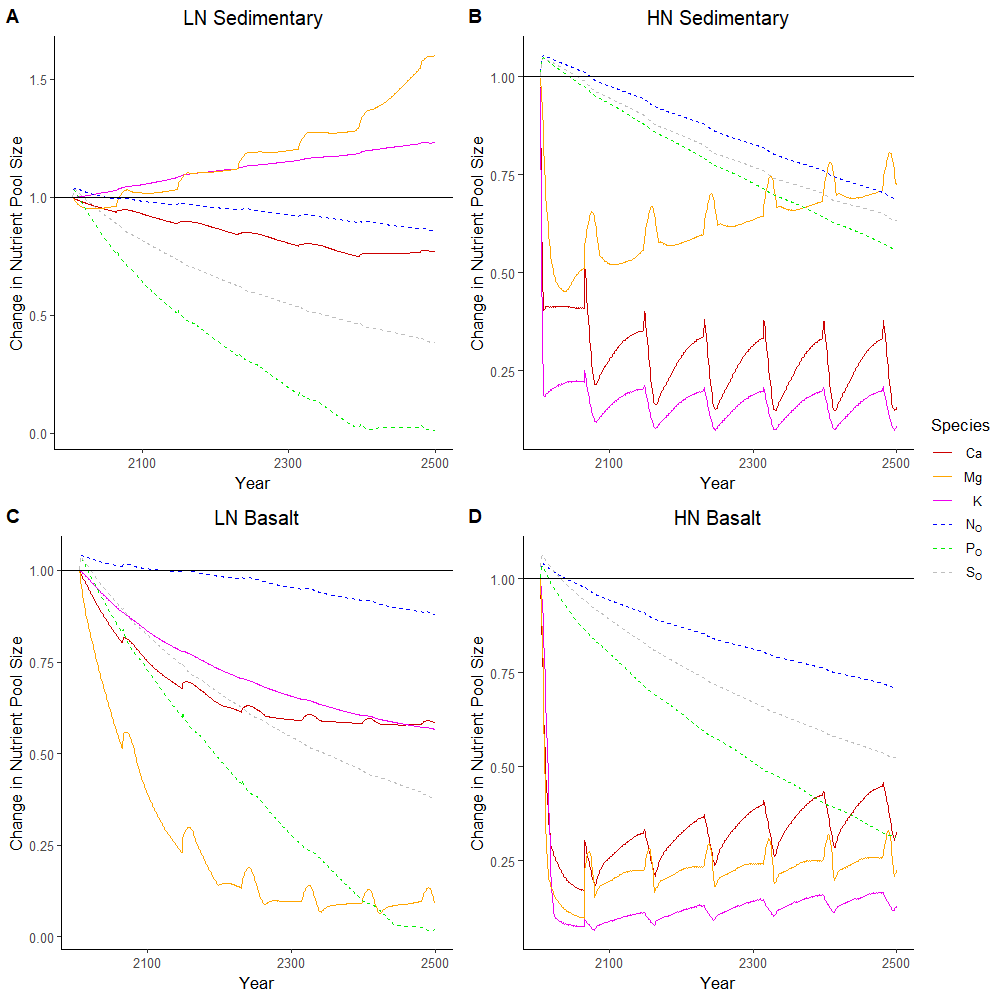 A
LN Sedimentary
Change in Nutrient Pool Size
1.5
1.0
0.5
0.0
2100
2300
2500
Year
B
HN Sedimentary
Change in Nutrient Pool Size
1.00
0.75
0.50
0.25
2100
2300
2500
Year
C
LN Basalt
Change in Nutrient Pool Size
1.00
0.75
0.50
0.25
0.00
2100
2300
2500
Year
D
HN Basalt
Change in Nutrient Pool Size
1.00
0.75
0.50
0.25
2100
2300
2500
Year
Species
Ca
Mg
K
NO
PO
SO